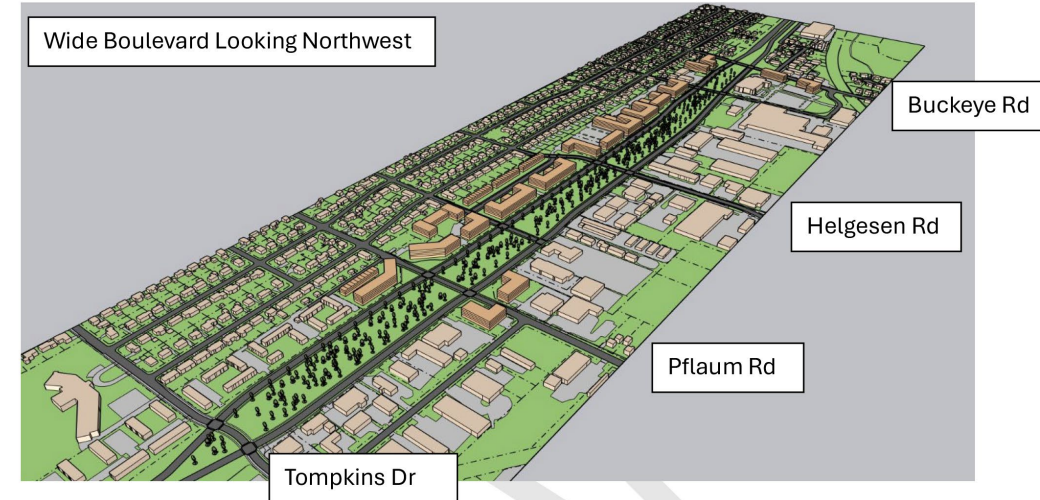 Wide Boulevard Looking Northwest
Buckeye Rd
Helgesen Rd
Pflaum Rd
Tompkins Dr